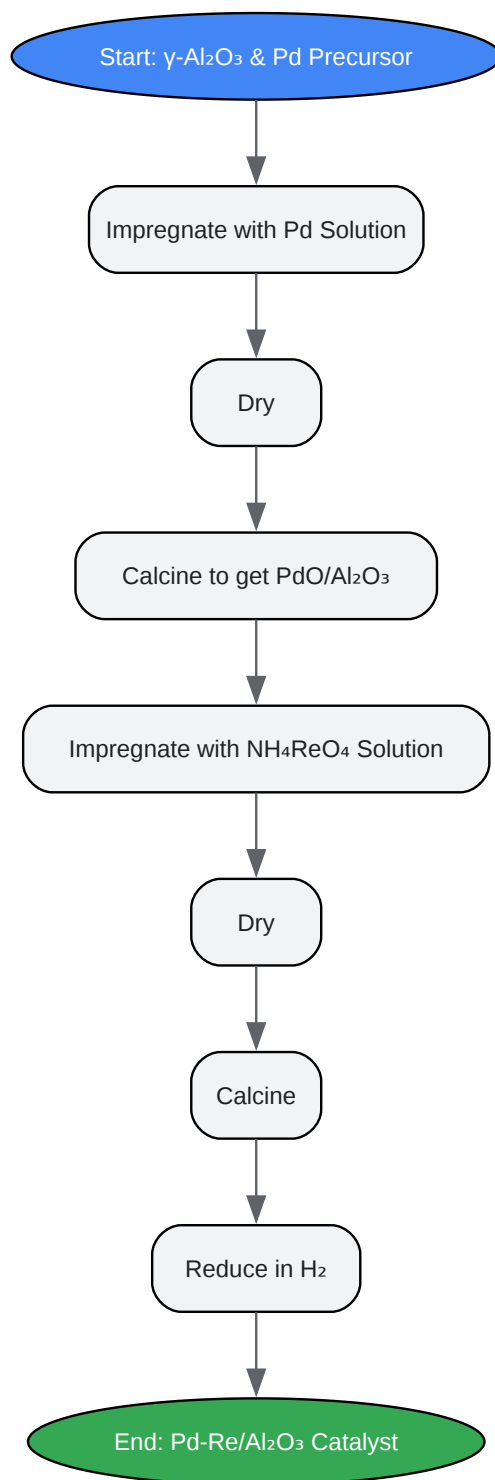 Start: γ-Al₂O₃ & Pd Precursor
Impregnate with Pd Solution
Dry
Calcine to get PdO/Al₂O₃
Impregnate with NH₄ReO₄ Solution
Dry
Calcine
Reduce in H₂
End: Pd-Re/Al₂O₃ Catalyst